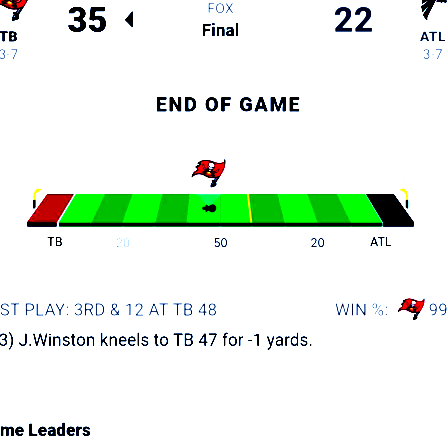 35 FOX 22
Final
TB ATL
3-7 3-7
END OF GAME
TB 20 50 20 ATL
ST PLAY: 3RD & 12 AT TB 48 WIN %: 99
3) J.Winston kneels to TB 47 for -1 yards.
me Leaders